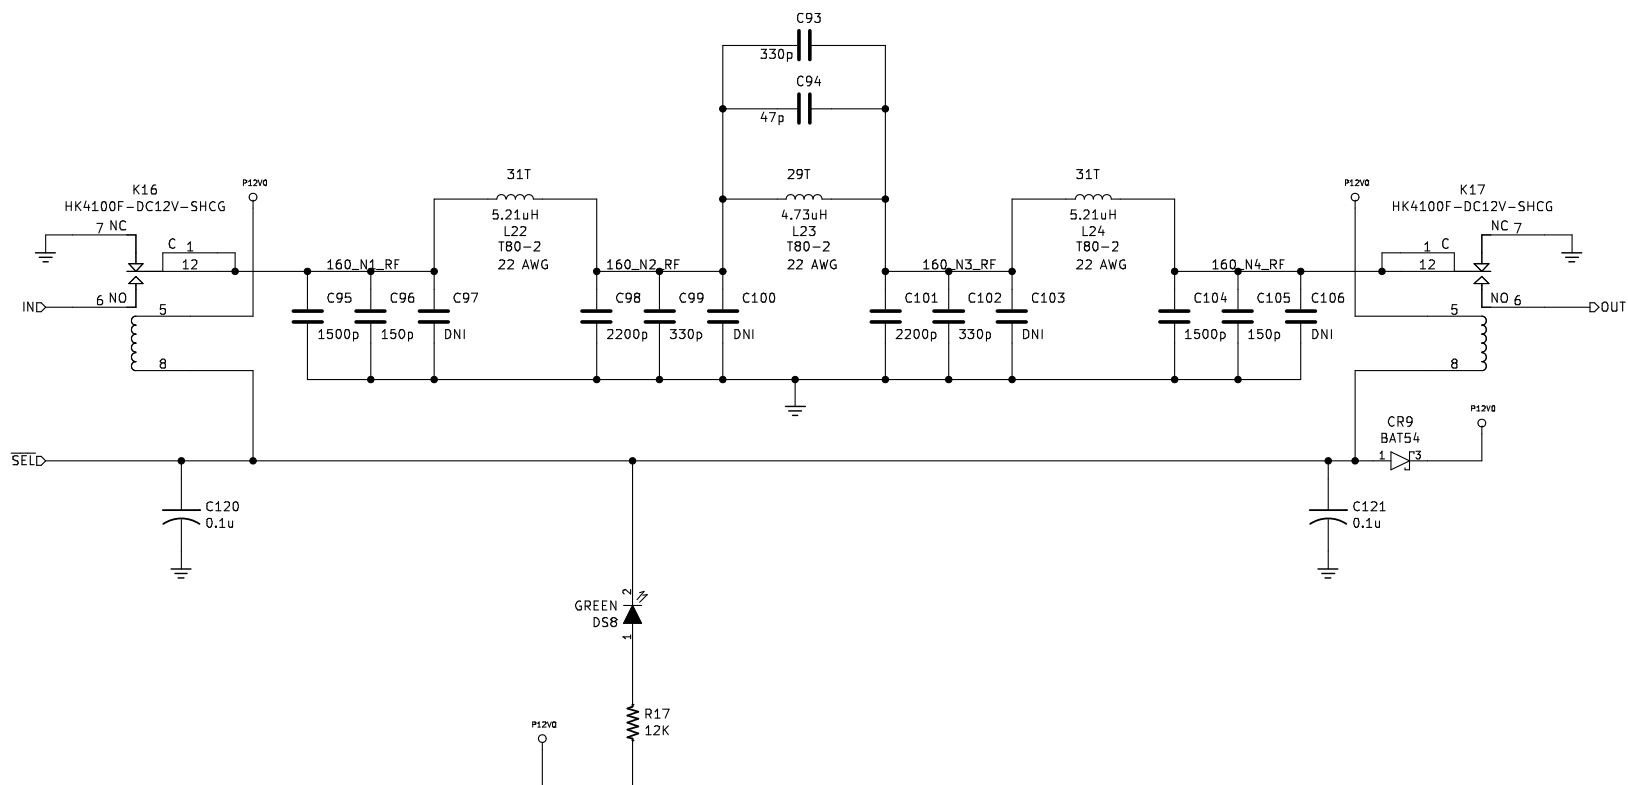 C93
330p
C94
47p
31T
5.21uH
L22
T80-2
22 AWG
29T
4.73uH
L23
T80-2
22 AWG
31T
5.21uH
L24
T80-2
22 AWG
K16
HK4100F-DC12V-SHCG
P12V0
7 NC
C 1
12
6 NO
IN
5
8
160_N1_RF
160_N2_RF
160_N3_RF
160_N4_RF
C95
1500p
C96
150p
C97
DNI
C98
2200p
C99
330p
C100
DNI
C101
2200p
C102
330p
C103
DNI
C104
1500p
C105
150p
C106
DNI
P12V0
K17
HK4100F-DC12V-SHCG
NC 7
1 C
12
NO 6
OUT
5
8
SEL
C120
0.1u
CR9
BAT54
1
3
P12V0
C121
0.1u
2
GREEN
DS8
1
R17
12K
P12V0